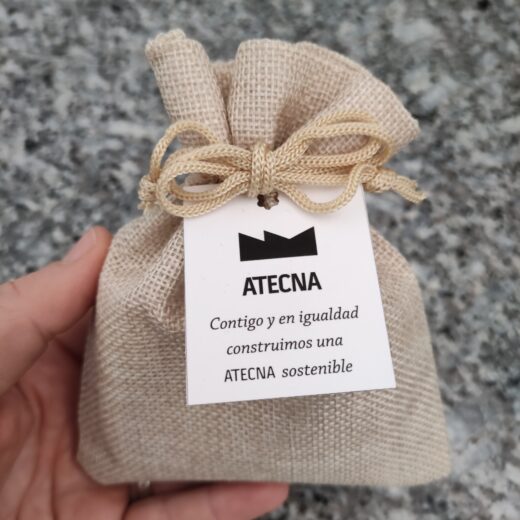 ATECNA
Contigo y en igualdad
construimos una
ATECNA sostenible